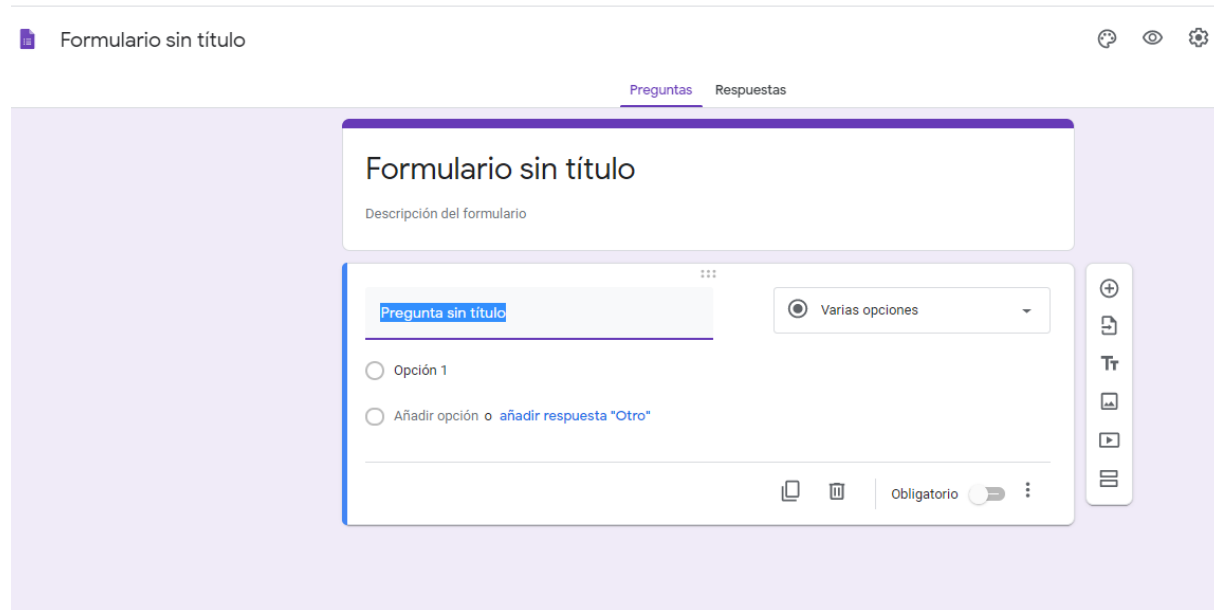 Formulario sin título
Preguntas Respuestas
Formulario sin título
Descripción del formulario
Pregunta sin título
Varias opciones
Opción 1
Añadir opción o añadir respuesta "Otro"
Obligatorio
Tт